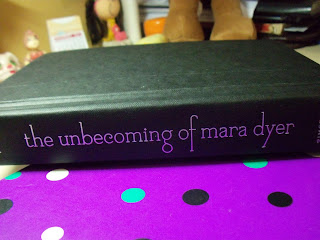 the unbecoming of mara dyer